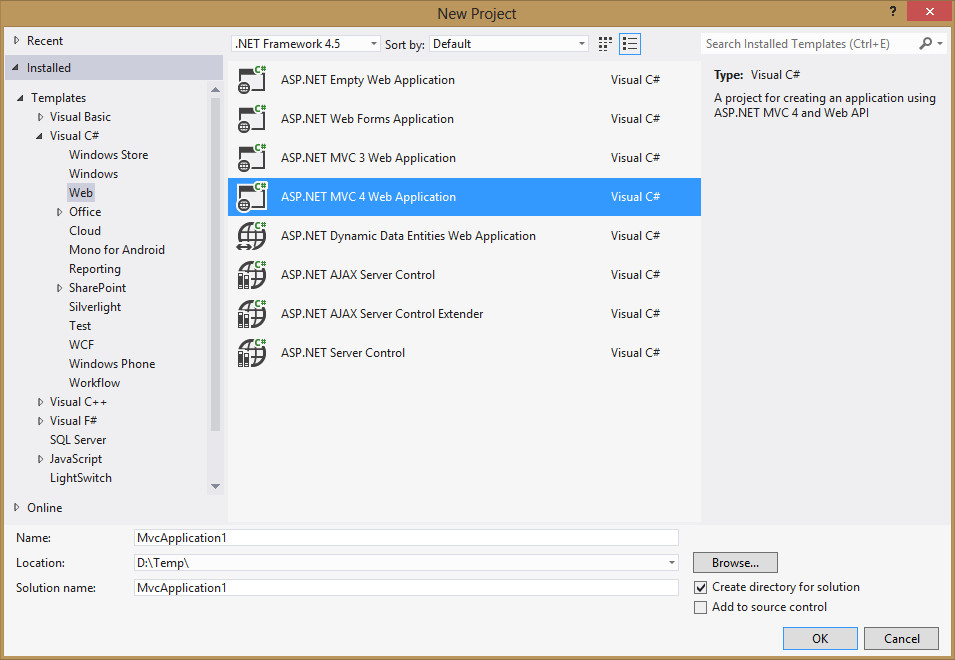 New Project
?
Recent
Installed
Templates
Visual Basic
Visual C#
Windows Store
Windows
Web
Office
Cloud
Mono for Android
Reporting
SharePoint
Silverlight
Test
WCF
Windows Phone
Workflow
Visual C++
Visual F#
SQL Server
JavaScript
LightSwitch
Online
.NET Framework 4.5 Sort by: Default
C# ASP.NET Empty Web Application Visual C#
C# ASP.NET Web Forms Application Visual C#
C# ASP.NET MVC 3 Web Application Visual C#
C# ASP.NET MVC 4 Web Application Visual C#
C# ASP.NET Dynamic Data Entities Web Application Visual C#
C# ASP.NET AJAX Server Control Visual C#
C# ASP.NET AJAX Server Control Extender Visual C#
C# ASP.NET Server Control Visual C#
Search Installed Templates (Ctrl+E)
Type: Visual C#
A project for creating an application using
ASP.NET MVC 4 and Web API
Name: MvcApplication1
Location: D:\Temp\ Browse...
Solution name: MvcApplication1
Create directory for solution
Add to source control
OK Cancel